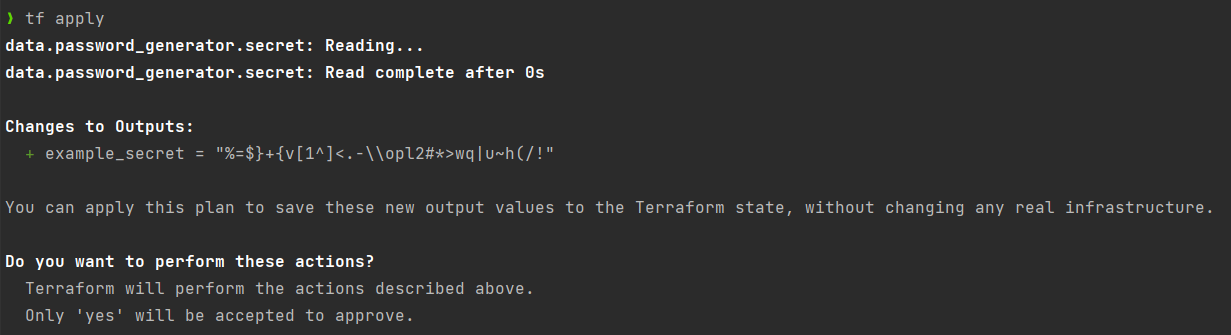 ❯ tf apply
data.password_generator.secret: Reading...
data.password_generator.secret: Read complete after 0s
Changes to Outputs:
+ example_secret = "%=$}+{v[1^]<.-\\opl2#*>wq|u~h(/!"
You can apply this plan to save these new output values to the Terraform state, without changing any real infrastructure.
Do you want to perform these actions?
Terraform will perform the actions described above.
Only 'yes' will be accepted to approve.